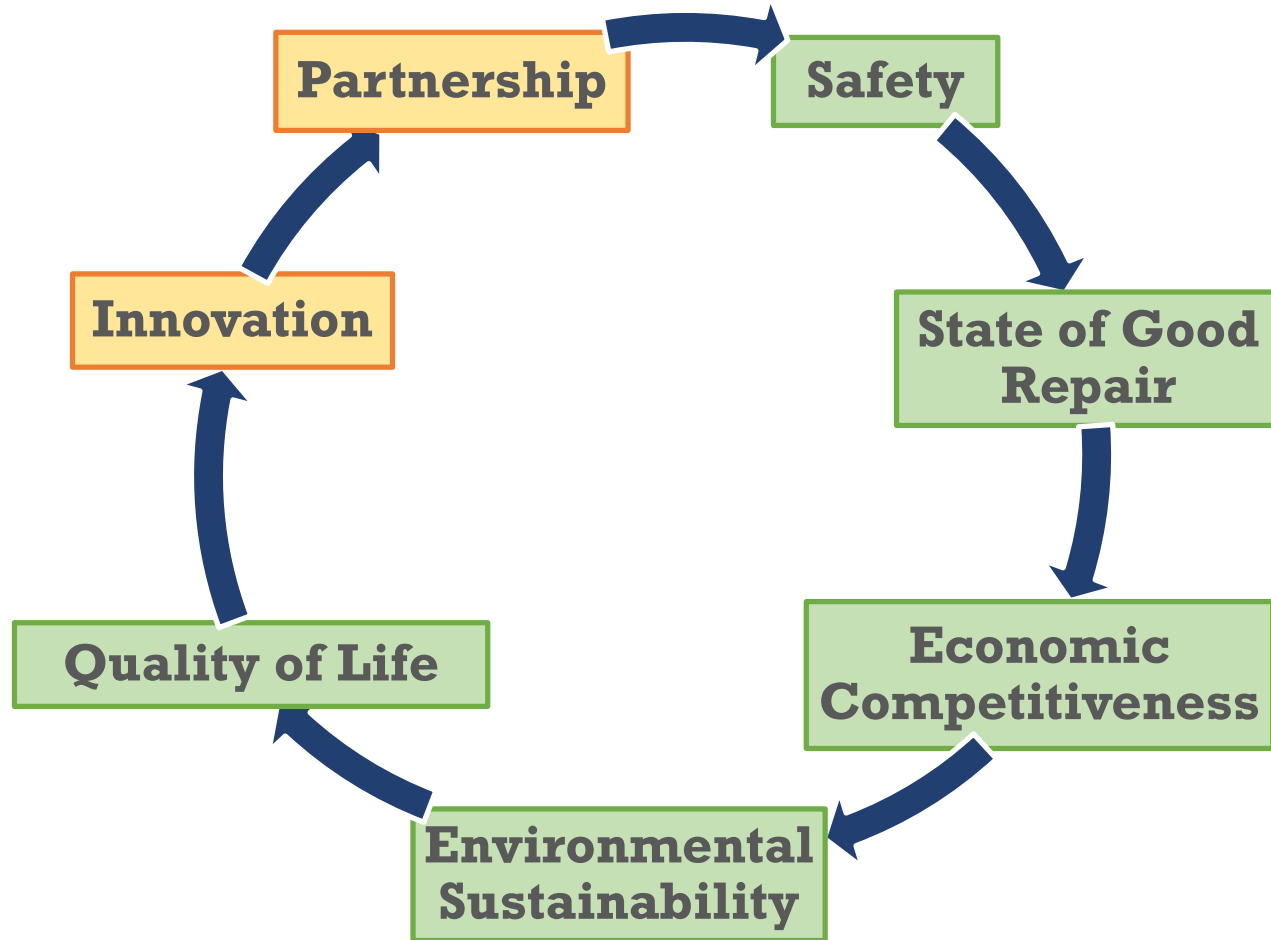 Partnership
Safety
State of Good
Repair
Economic
Competitiveness
Environmental
Sustainability
Quality of Life
Innovation